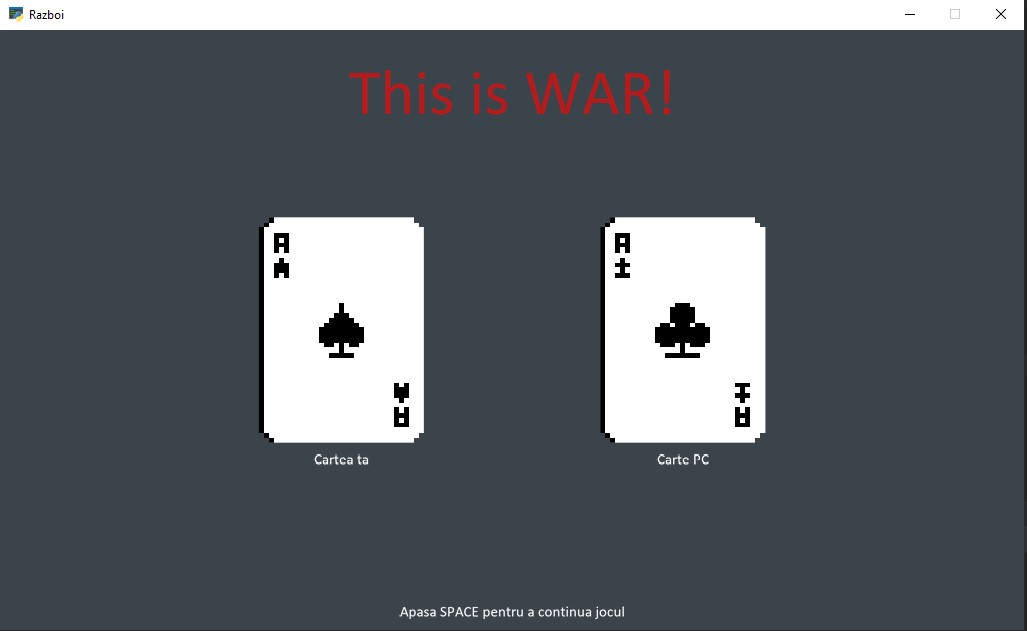 Razboi
This is WAR!
A A
A A
Cartea ta Carte PC
Apasa SPACE pentru a continua jocul